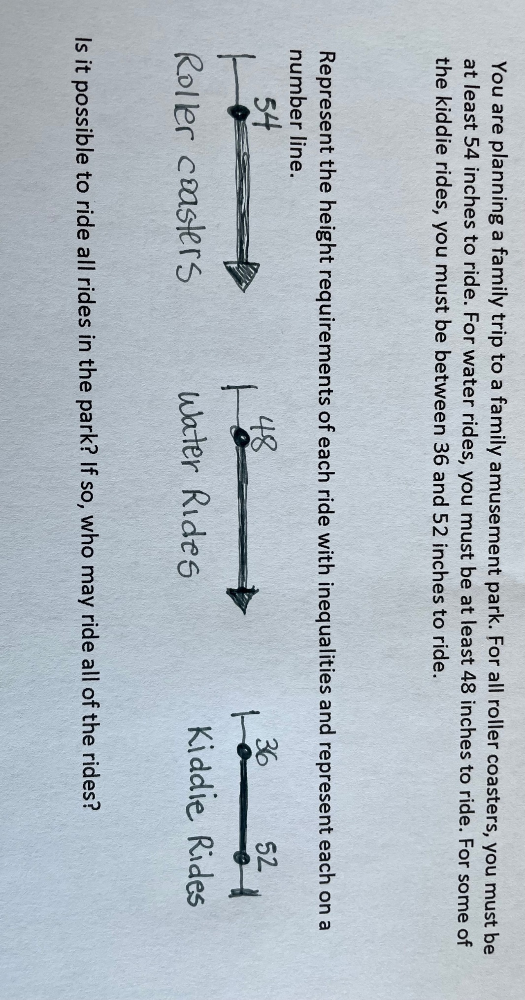 You are planning a family trip to a family amusement park. For all roller coasters, you must be
at least 54 inches to ride. For water rides, you must be at least 48 inches to ride. For some of
the kiddie rides, you must be between 36 and 52 inches to ride.
Represent the height requirements of each ride with inequalities and represent each on a
number line.
54 48 36 52
Roller coasters Water Rides Kiddie Rides
Is it possible to ride all rides in the park? If so, who may ride all of the rides?